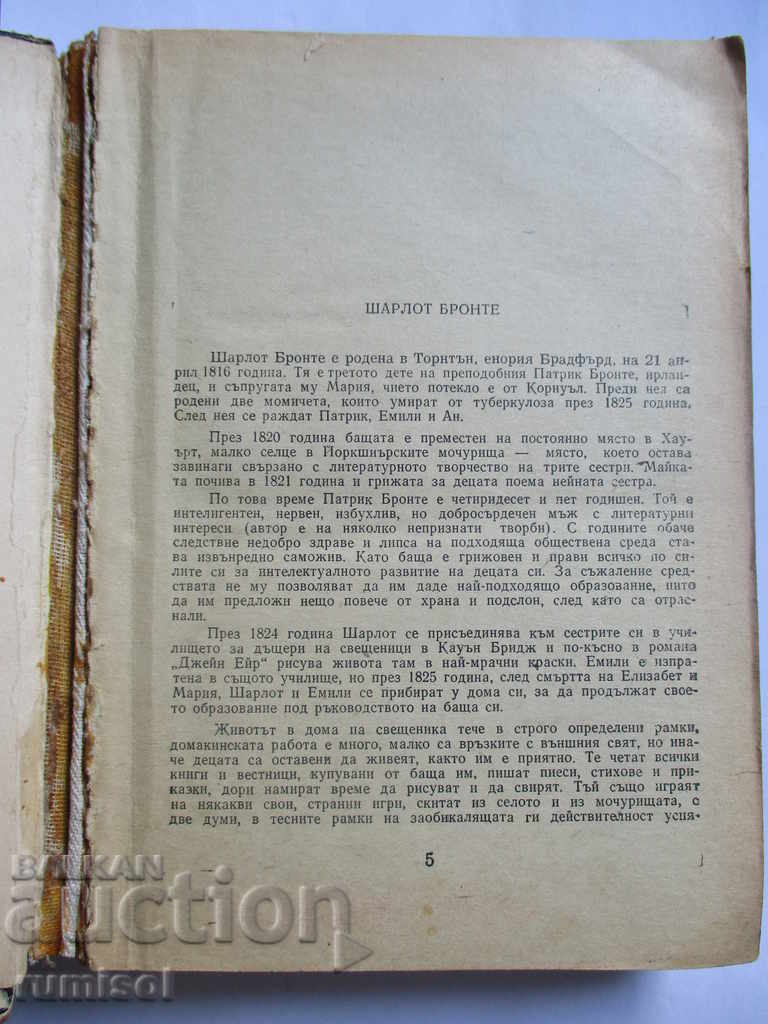 ШАРЛОТ БРОНТЕ
Шарлот Бронте е родена в Торнтън, енория Брадфърд, на 21 ап-
рил 1816 година. Тя е третото дете на преподобния Патрик Бронте, ирлан-
дец, и съпругата му Мария, чието потекло е от Корнуъл. Преди нея са
родени две момичета, които умират от туберкулоза през 1825 година.
След нея се раждат Патрик, Емили и Ан.
През 1820 година бащата е преместен на постоянно място в Хау-
ърт, малко селце в Йоркшиърските мочурища — място, което остава
завинаги свързано с литературното творчество на трите сестри. Майка-
та почива в 1821 година и грижата за децата поема нейната сестра.
По това време Патрик Бронте е четиридесет и пет годишен. Той е
интелигентен, нервен, избухлив, но добросърдечен мъж с литературни
интереси (автор е на няколко непризнати творби). С годините обаче
следствие недобро здраве и липса на подходяща обществена среда ста-
ва извънредно саможив. Като баща е грижовен и прави всичко по си-
лите си за интелектуалното развитие на децата си. За съжаление сред-
ствата не му позволяват да им даде най-подходящо образование, нито
да им предложи нещо повече от храна и подслон, след като са отрас-
нали.
През 1824 година Шарлот се присъединява към сестрите си в учи-
лището за дъщери на свещеници в Кауън Бридж и по-късно в романа
„Джейн Ейр" рисува живота там в най-мрачни краски. Емили е изпра-
тена в същото училище, но през 1825 година, след смъртта на Елизабет и
Мария, Шарлот и Емили се прибират у дома си, за да продължат свое-
то образование под ръководството на баща си.
Животът в дома на свещеника тече в строго определени рамки,
домакинската работа е много, малко са връзките с външния свят, но ина-
че децата са оставени да живеят, както им е приятно. Те четат всички
книги и вестници, купувани от баща им, пишат пиеси, стихове и при-
казки, дори намират време да рисуват и да свирят. Тъй също играят
на някакви свои, странни игри, скитат из селото и из мочурищата, с
две думи, в тесните рамки на заобикалящата ги действителност успя-
5
BALKAN
auction
rumisol